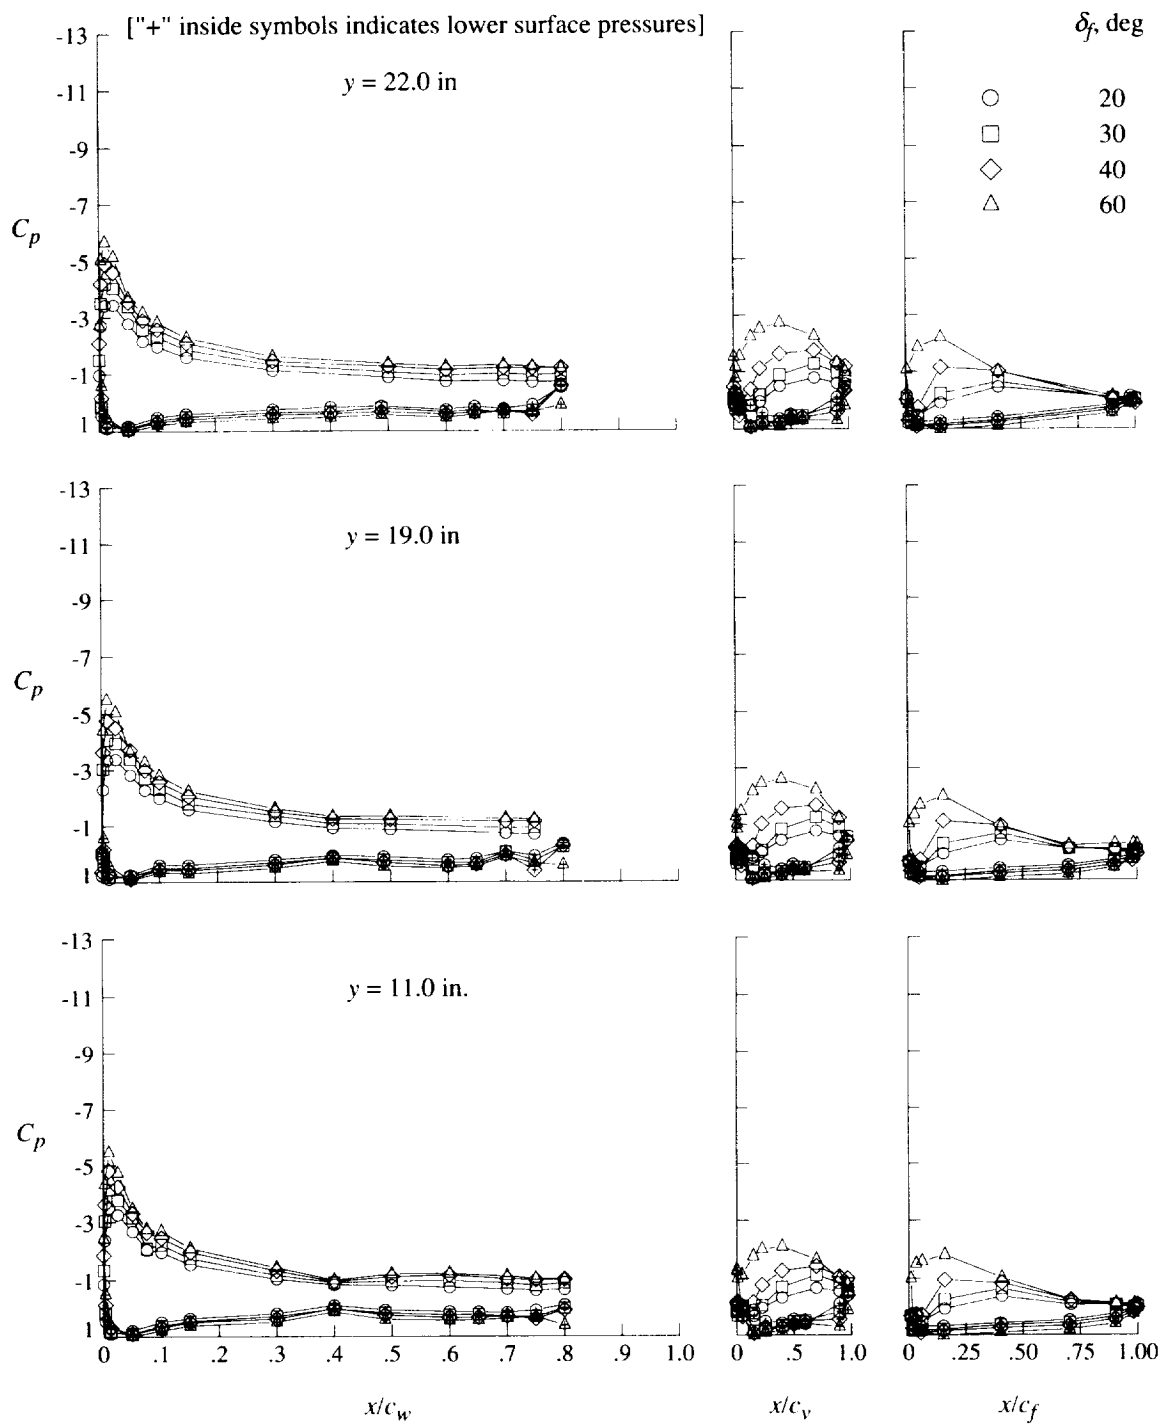 ["+" inside symbols indicates lower surface pressures]
δf, deg
y = 22.0 in
20
30
40
60
-13
-11
-9
-7
-5
-3
-1
1
Cp
y = 19.0 in
-13
-11
-9
-7
-5
-3
-1
1
Cp
y = 11.0 in.
-13
-11
-9
-7
-5
-3
-1
1
Cp
0 .1 .2 .3 .4 .5 .6 .7 .8 .9 1.0
0 .5 1.0
0 .25 .50 .75 1.00
x/cw
x/cv
x/cf